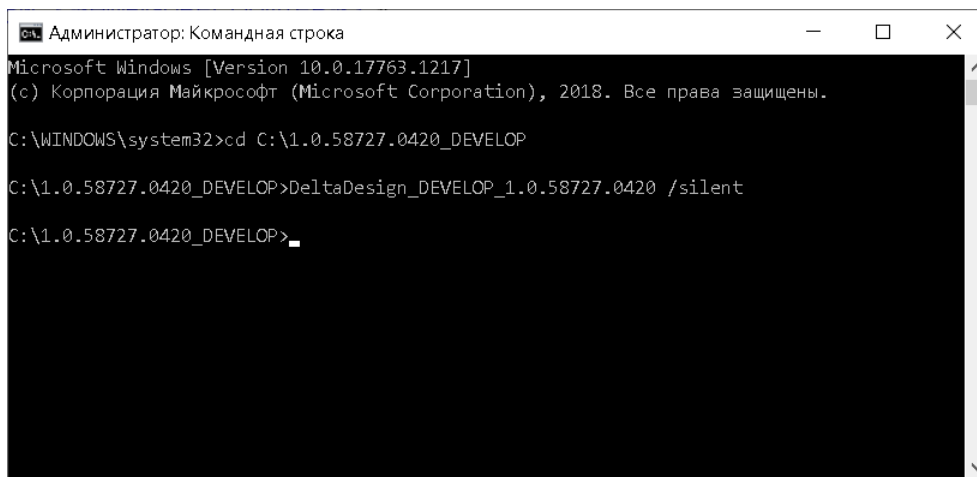 Администратор: Командная строка
Microsoft Windows [Version 10.0.17763.1217]
(c) Корпорация Майкрософт (Microsoft Corporation), 2018. Все права защищены.
C:\WINDOWS\system32>cd C:\1.0.58727.0420_DEVELOP
C:\1.0.58727.0420_DEVELOP>DeltaDesign_DEVELOP_1.0.58727.0420 /silent
C:\1.0.58727.0420_DEVELOP>